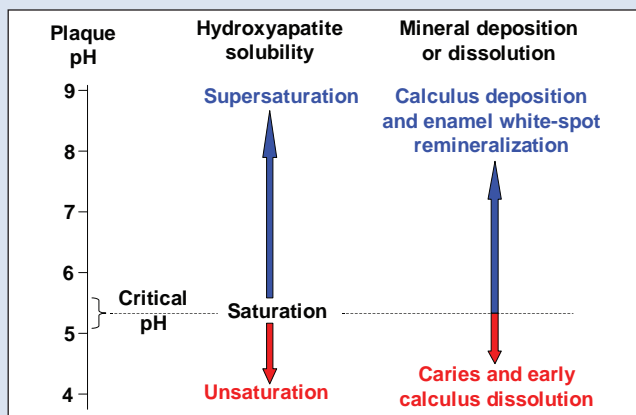 Plaque
pH
Hydroxyapatite
solubility
Mineral deposition
or dissolution
9
8
7
6
5
4
Critical
pH
Supersaturation
Saturation
Unsaturation
Calculus deposition
and enamel white-spot
remineralization
Caries and early
calculus dissolution